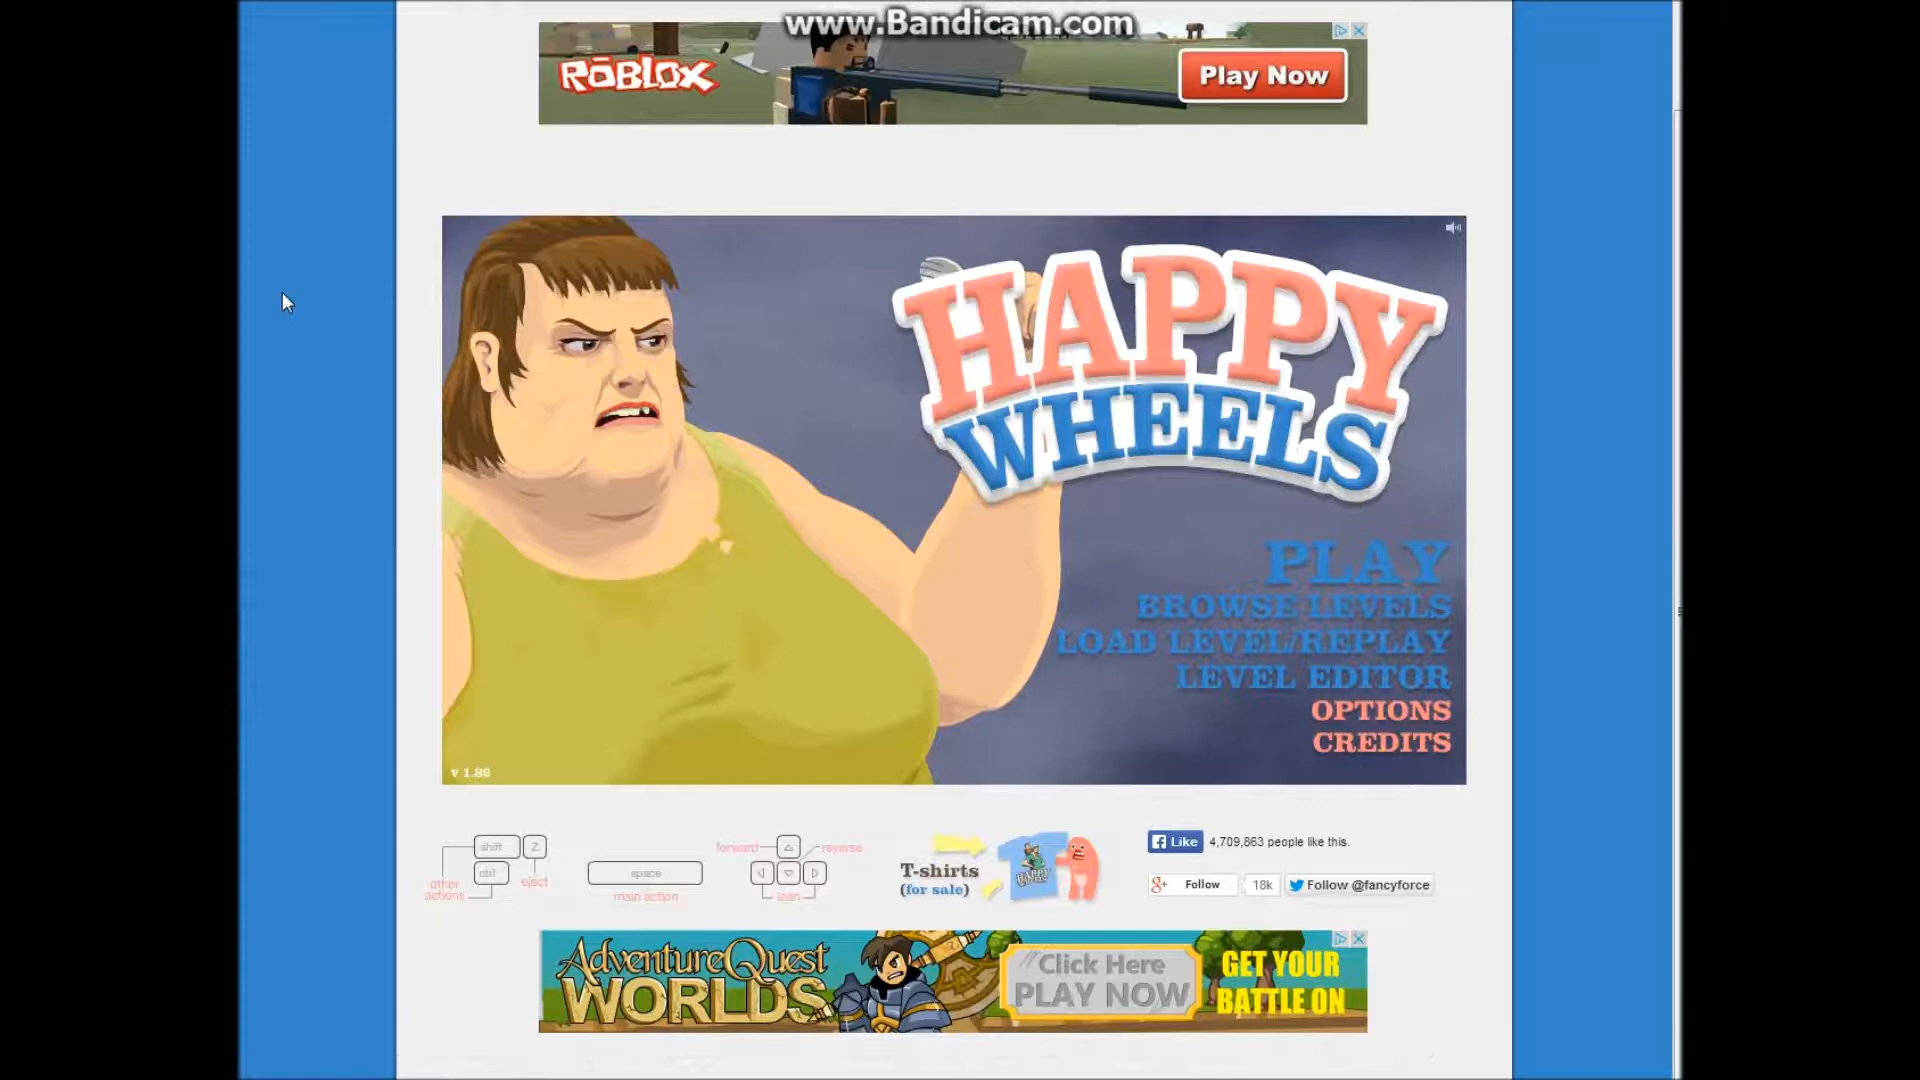 www.Bandicam.com
ROBLOX
Play Now
HAPPY
WHEELS
PLAY
BROWSE LEVELS
LOAD LEVEL/REPLAY
LEVEL EDITOR
OPTIONS
CREDITS
v 1.82
shift
Z
ctrl
other
actions
eject
space
main action
forward
reverse
lean
T-shirts
(for sale)
HAPPY
WHEELS
Like
4,709,863 people like this.
g+
Follow
18k
Follow @fancyforce
AdventureQuest
WORLDS
Click Here
PLAY NOW
GET YOUR
BATTLE ON